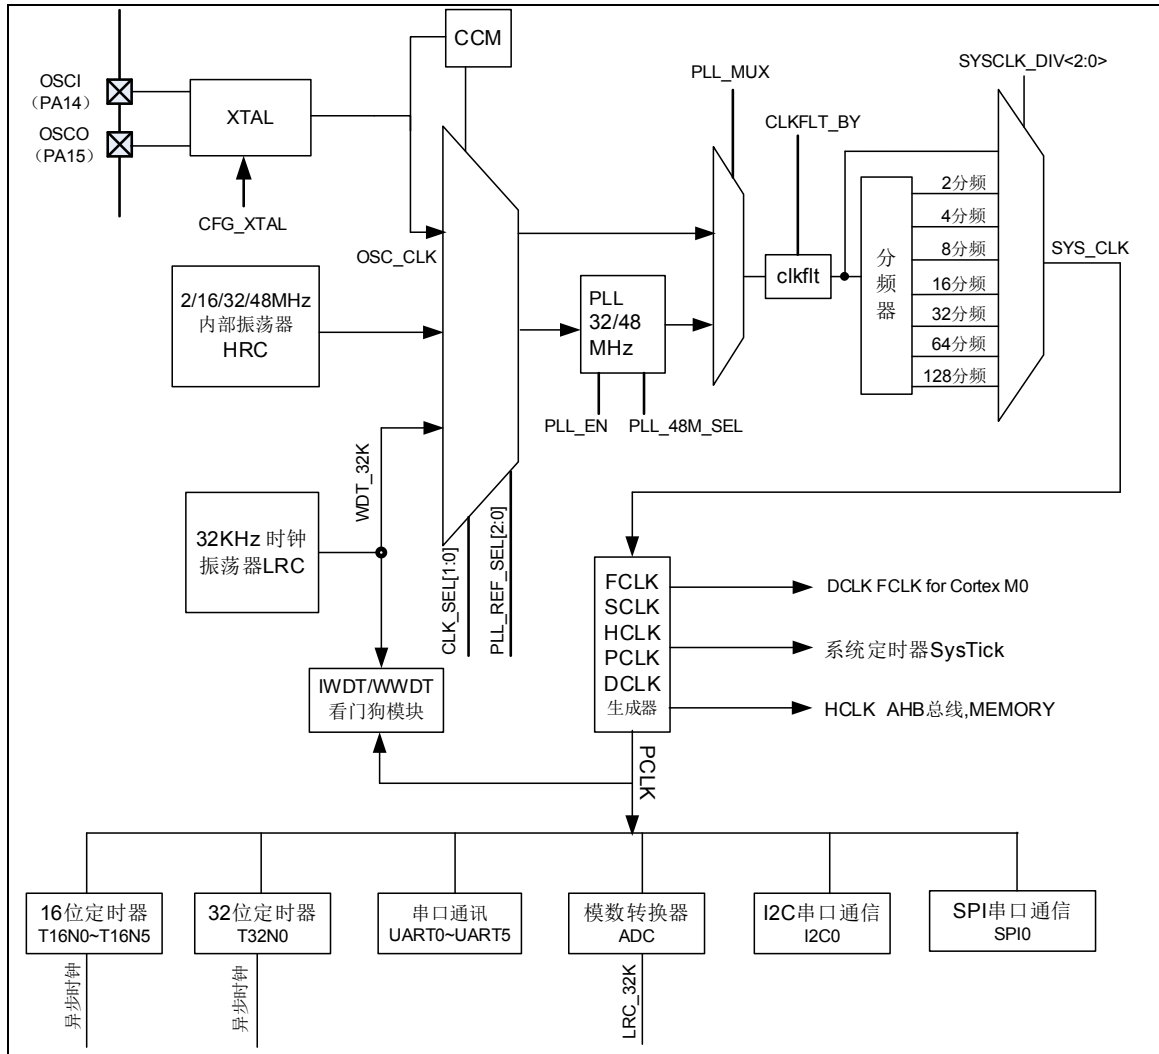 CCM
SYSCLK_DIV<2:0>
OSCI
（PA14）
PLL_MUX
XTAL
CLKFLT_BY
OSCO
（PA15）
2分频
CFG_XTAL
4分频
OSC_CLK
8分频
SYS_CLK
2/16/32/48MHz
内部振荡器
HRC
PLL
32/48
MHz
clkflt
分
频
器
16分频
32分频
64分频
128分频
PLL_EN
PLL_48M_SEL
WDT_32K
32KHz 时钟
振荡器LRC
CLK_SEL[1:0]
PLL_REF_SEL[2:0]
FCLK
SCLK
HCLK
PCLK
DCLK
生成器
DCLK FCLK for Cortex M0
系统定时器SysTick
HCLK AHB总线,MEMORY
IWDT/WWDT
看门狗模块
PCLK
16位定时器
T16N0~T16N5
32位定时器
T32N0
串口通讯
UART0~UART5
模数转换器
ADC
I2C串口通信
I2C0
SPI串口通信
SPI0
异步时钟
异步时钟
LRC_32K